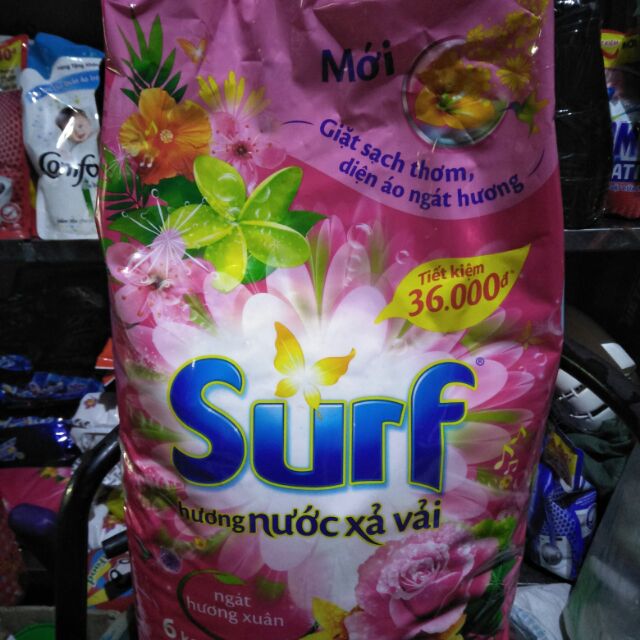 Mới
Giặt sạch thơm,
diện áo ngát hương
Tiết kiệm
36.000đ*
Surf®
hương nước xả vải
ngát
hương xuân
Comfo